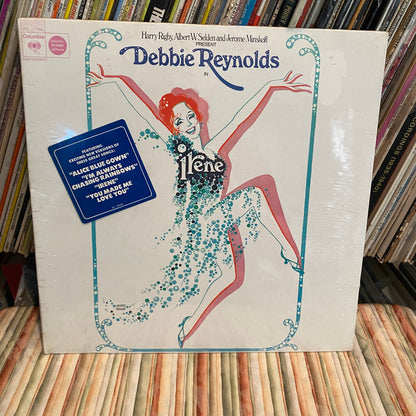 Columbia
Harry Rigby, Albert W. Selden and Jerome Minskoff
PRESENT
Debbie Reynolds
IN
irene
FEATURING
EXCITING NEW VERSIONS OF
THESE GREAT SONGS:
"ALICE BLUE GOWN"
"I'M ALWAYS
CHASING RAINBOWS"
"IRENE"
"YOU MADE ME
LOVE YOU"